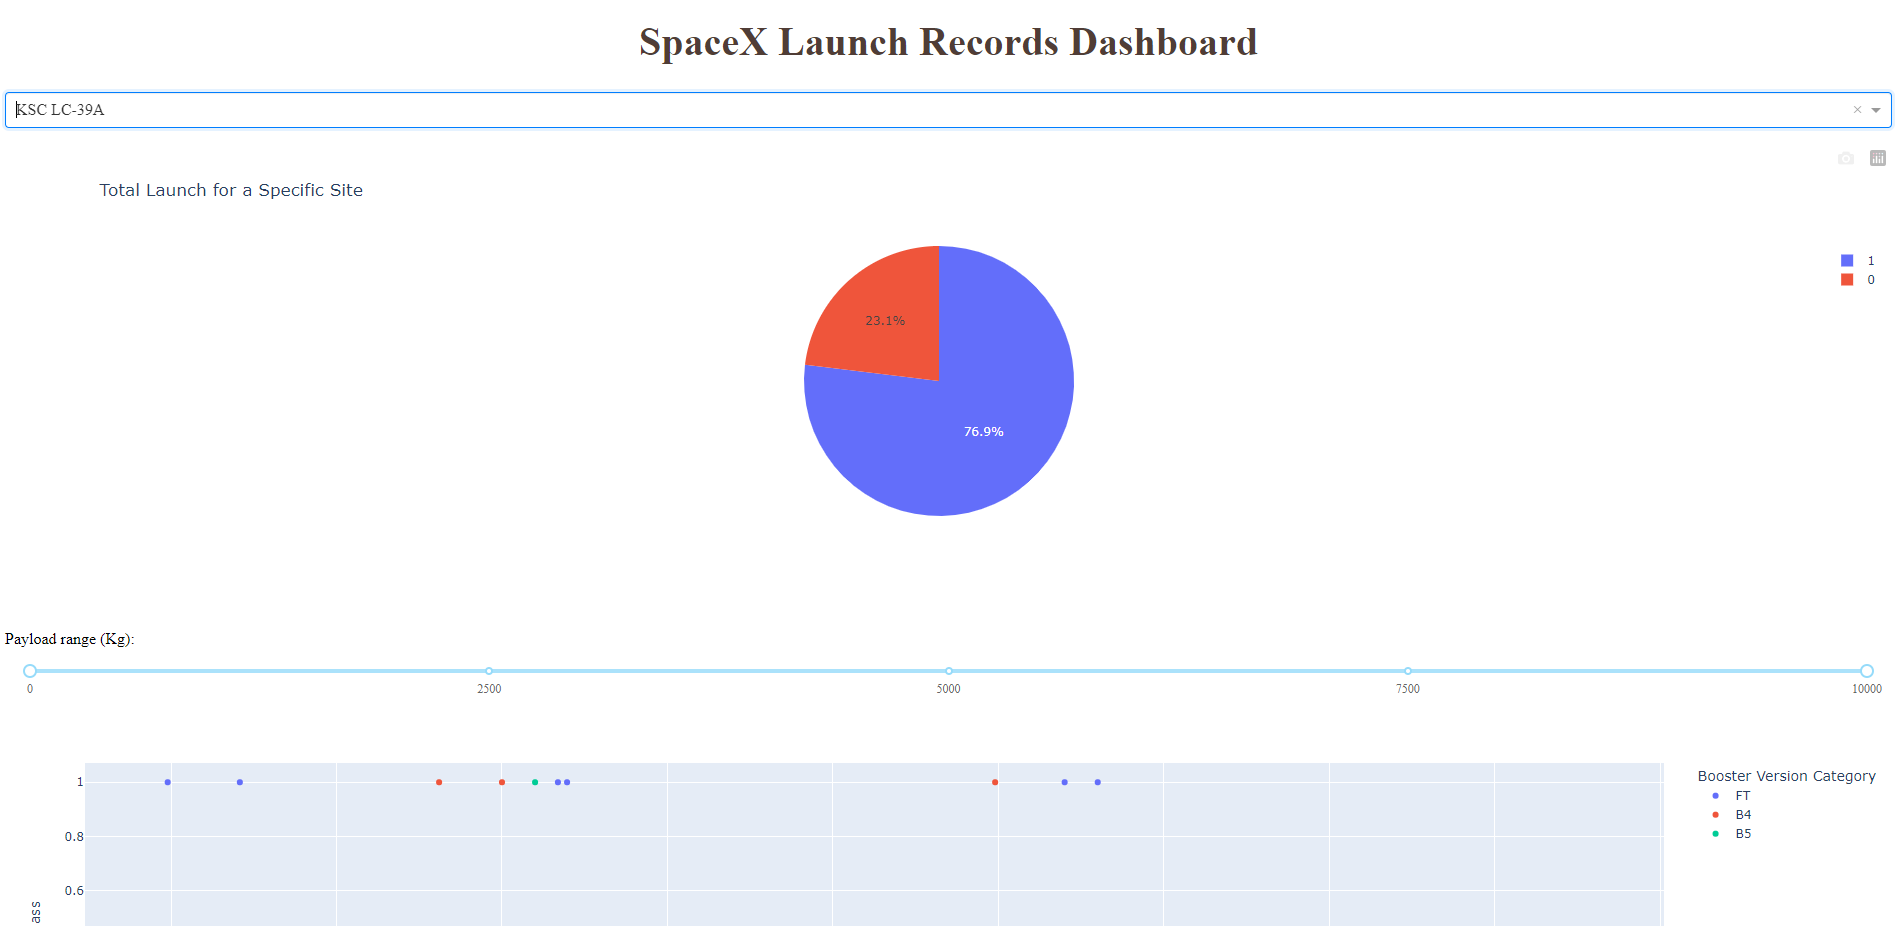 SpaceX Launch Records Dashboard
KSC LC-39A
Total Launch for a Specific Site
1
0
23.1%
76.9%
Payload range (Kg):
0 2500 5000 7500 10000
1
0.8
0.6
ass
Booster Version Category
FT
B4
B5